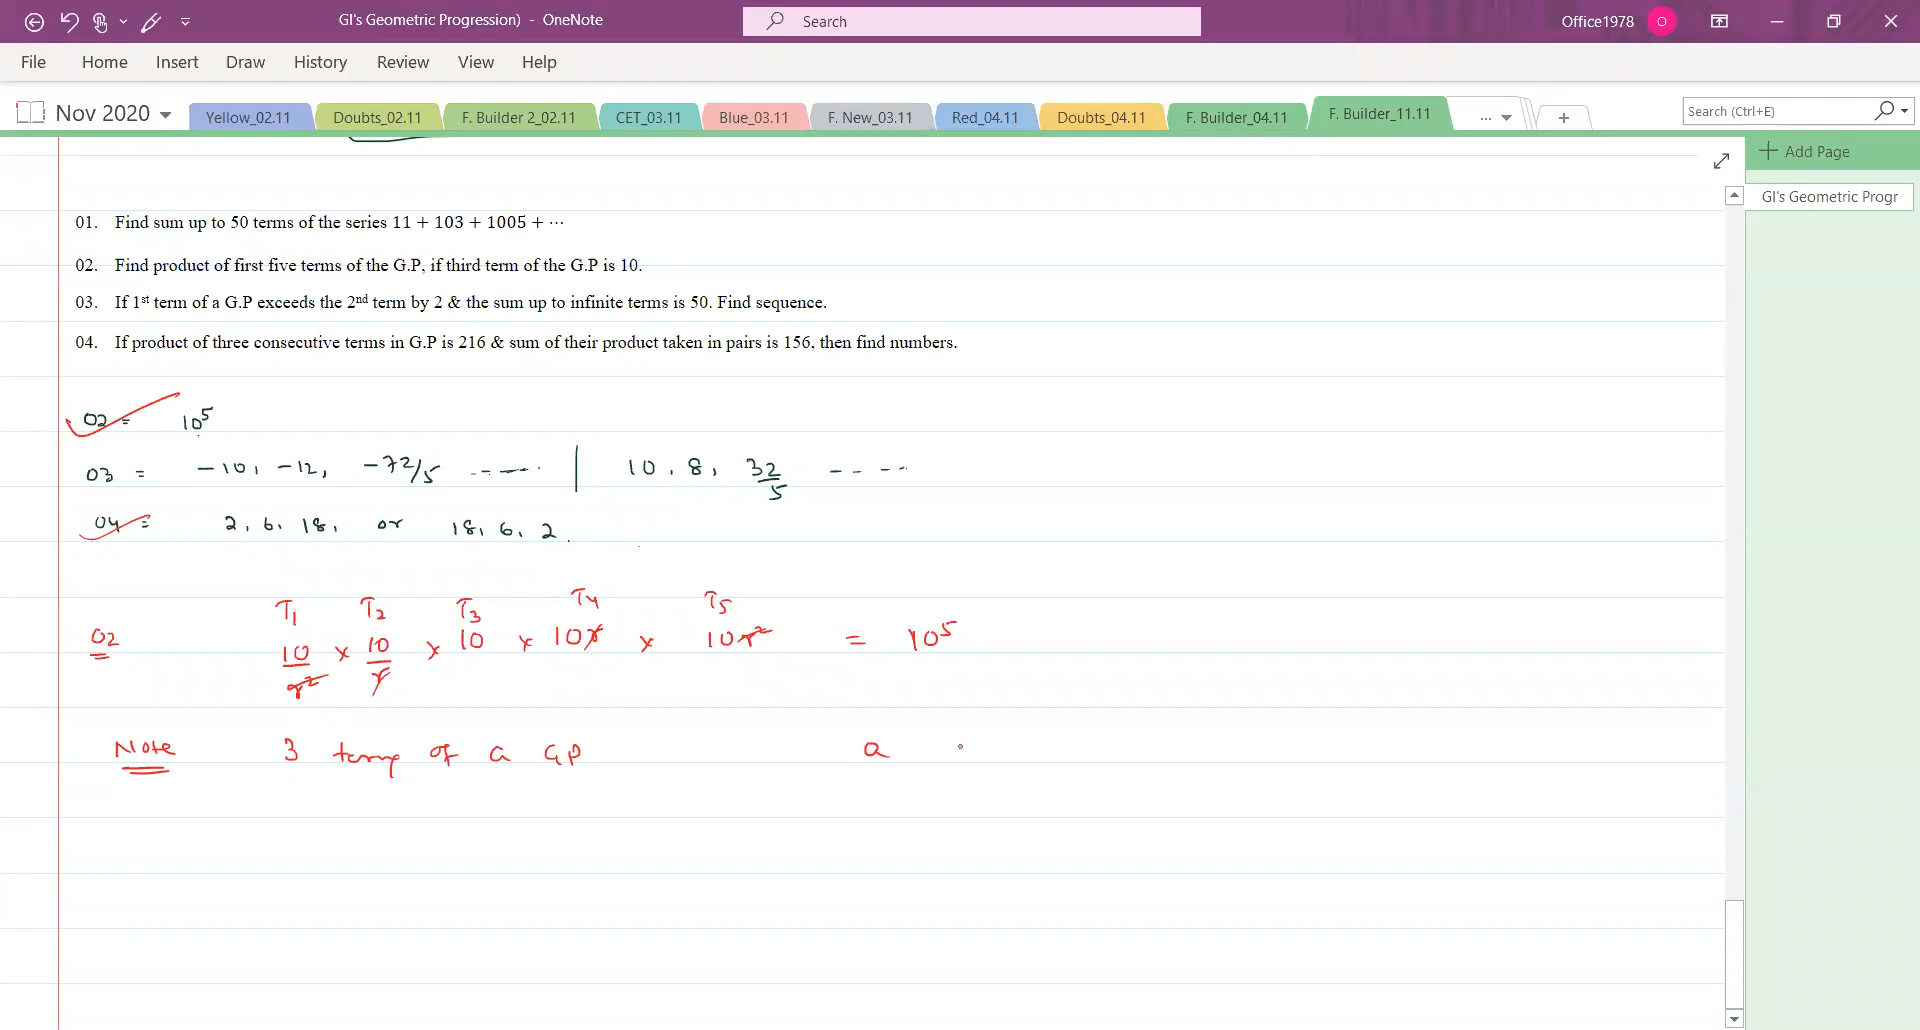 GI's Geometric Progression) - OneNote
Search
Office1978
O
File Home Insert Draw History Review View Help
Nov 2020
Yellow_02.11 Doubts_02.11 F. Builder 2_02.11 CET_03.11 Blue_03.11 F. New_03.11 Red_04.11 Doubts_04.11 F. Builder_04.11 F. Builder_11.11 ... +
Search (Ctrl+E)
+ Add Page
GI's Geometric Progr
01. Find sum up to 50 terms of the series 11 + 103 + 1005 + ⋯
02. Find product of first five terms of the G.P, if third term of the G.P is 10.
03. If 1st term of a G.P exceeds the 2nd term by 2 & the sum up to infinite terms is 50. Find sequence.
04. If product of three consecutive terms in G.P is 216 & sum of their product taken in pairs is 156, then find numbers.
02 = 10⁵
03 = -10, -12, -72/5 ------ | 10, 8, 32/5 ----
04 = 2, 6, 18, or 18, 6, 2.
T₁ T₂ T₃ T₄ T₅
02 10/r² × 10/r × 10 × 10r × 10r² = 10⁵
Note 3 terms of a GP a